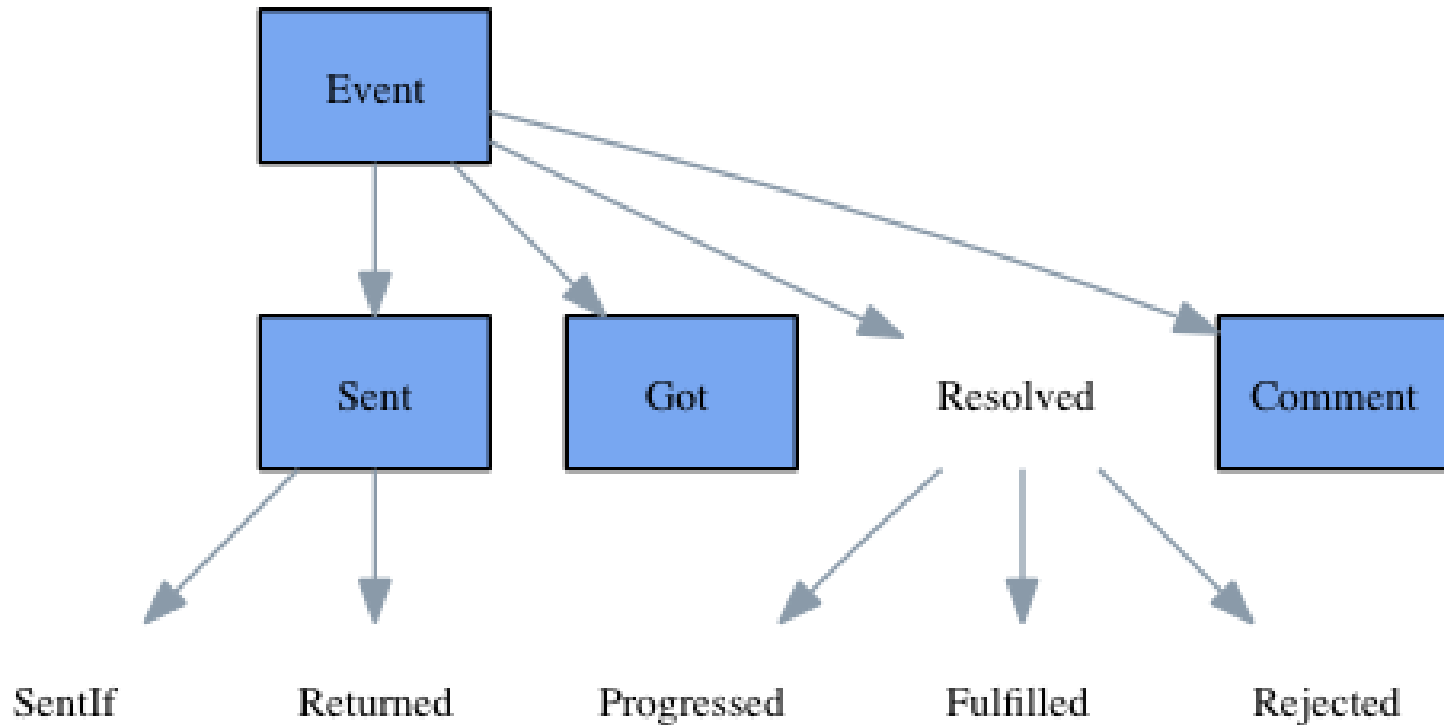 Event
Sent
Got
Resolved
Comment
SentIf
Returned
Progressed
Fulfilled
Rejected